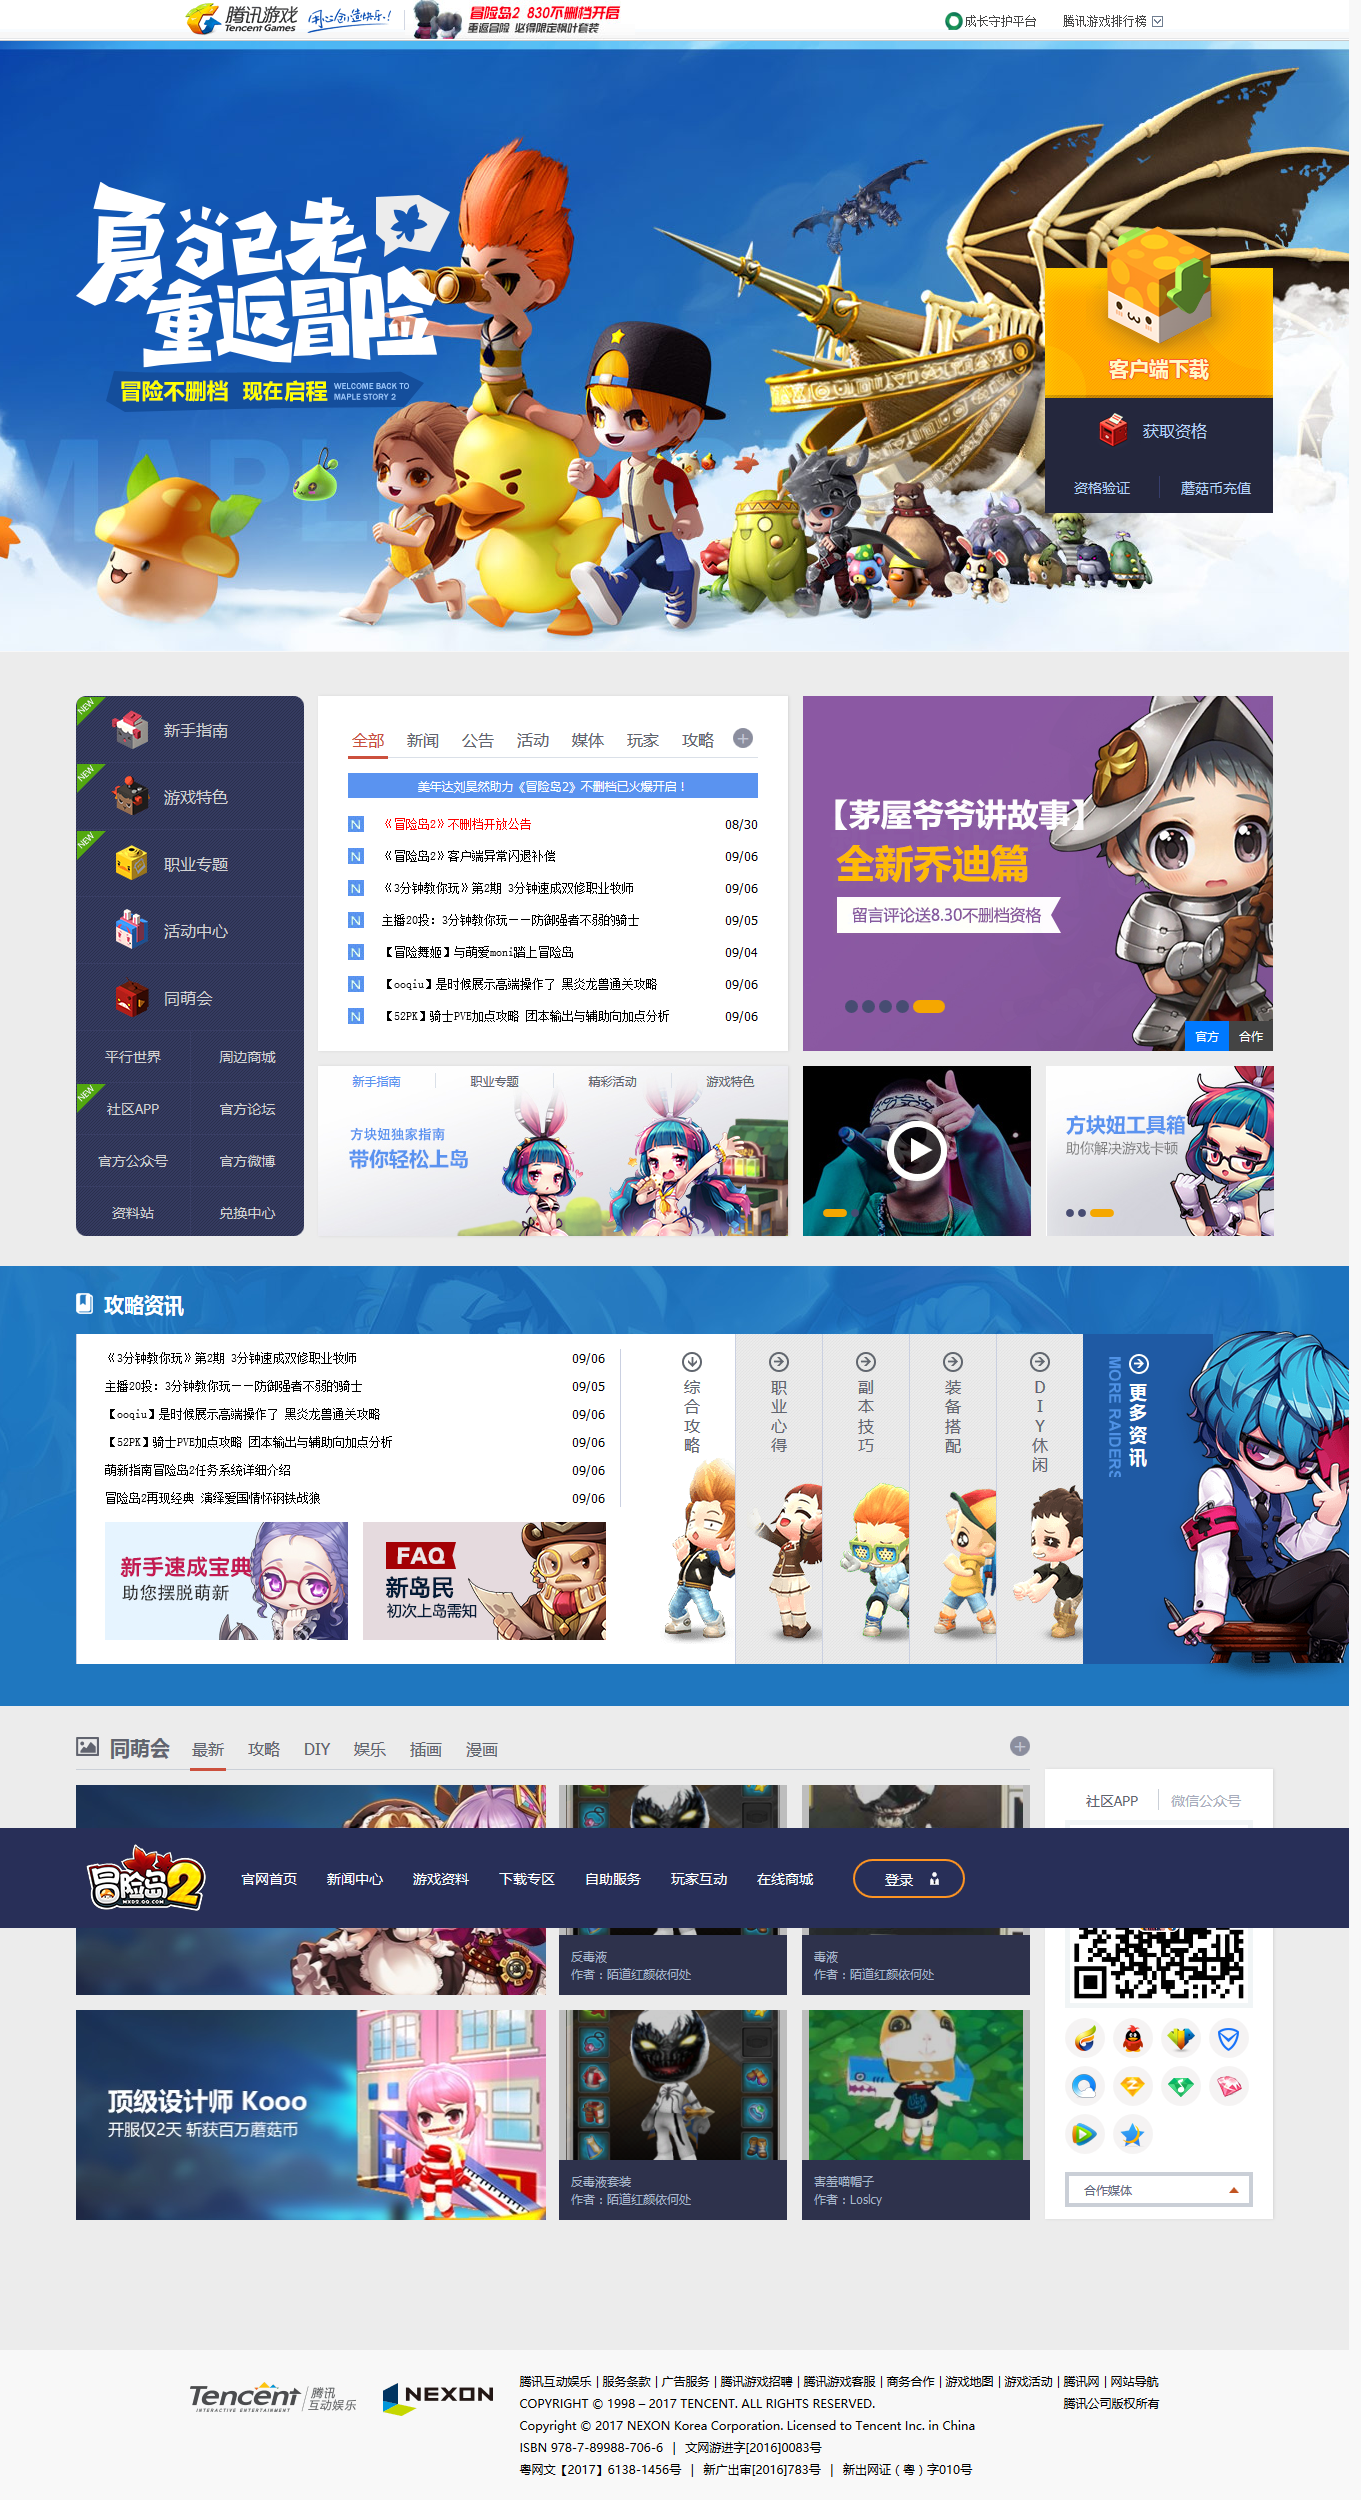 腾讯游戏
Tencent Games
用心创造快乐!
冒险岛2 830不删档开启
重返冒险 必得限定枫叶套装
成长守护平台
腾讯游戏排行榜
夏字记老
重返冒险
冒险不删档 现在启程
WELCOME BACK TO
MAPLE STORY 2
MAPLE
客户端下载
获取资格
资格验证
蘑菇币充值
NEW
新手指南
NEW
游戏特色
NEW
职业专题
活动中心
同萌会
平行世界
周边商城
NEW
社区APP
官方论坛
官方公众号
官方微博
资料站
兑换中心
全部 新闻 公告 活动 媒体 玩家 攻略
美年达刘昊然助力《冒险岛2》不删档已火爆开启！
N 《冒险岛2》不删档开放公告 08/30
N 《冒险岛2》客户端异常闪退补偿 09/06
N 《3分钟教你玩》第2期 3分钟速成双修职业牧师 09/06
N 主播20投：3分钟教你玩——防御强者不弱的骑士 09/05
N 【冒险舞姬】与萌爱moni踏上冒险岛 09/04
N 【ooqiu】是时候展示高端操作了 黑炎龙兽通关攻略 09/06
N 【52PK】骑士PVE加点攻略 团本输出与辅助向加点分析 09/06
【茅屋爷爷讲故事】
全新乔迪篇
留言评论送8.30不删档资格
官方 合作
新手指南 职业专题 精彩活动 游戏特色
方块妞独家指南
带你轻松上岛
方块妞工具箱
助你解决游戏卡顿
攻略资讯
《3分钟教你玩》第2期 3分钟速成双修职业牧师 09/06
主播20投：3分钟教你玩——防御强者不弱的骑士 09/05
【ooqiu】是时候展示高端操作了 黑炎龙兽通关攻略 09/06
【52PK】骑士PVE加点攻略 团本输出与辅助向加点分析 09/06
萌新指南冒险岛2任务系统详细介绍 09/06
冒险岛2再现经典 演绎爱国情怀钢铁战狼 09/06
新手速成宝典
助您摆脱萌新
FAQ
新岛民
初次上岛需知
综合攻略
职业心得
副本技巧
装备搭配
DIY休闲
更多资讯
MORE RAIDERS
同萌会 最新 攻略 DIY 娱乐 插画 漫画
社区APP 微信公众号
冒险岛2
MXD2.QQ.COM
官网首页 新闻中心 游戏资料 下载专区 自助服务 玩家互动 在线商城
登录
反毒液
作者：陌道红颜依何处
毒液
作者：陌道红颜依何处
顶级设计师 Kooo
开服仅2天 斩获百万蘑菇币
反毒液套装
作者：陌道红颜依何处
害羞喵帽子
作者：Loslcy
合作媒体
Tencent 腾讯
INTERACTIVE ENTERTAINMENT 互动娱乐
NEXON
腾讯互动娱乐 | 服务条款 | 广告服务 | 腾讯游戏招聘 | 腾讯游戏客服 | 商务合作 | 游戏地图 | 游戏活动 | 腾讯网 | 网站导航
COPYRIGHT © 1998 – 2017 TENCENT. ALL RIGHTS RESERVED. 腾讯公司版权所有
Copyright © 2017 NEXON Korea Corporation. Licensed to Tencent Inc. in China
ISBN 978-7-89988-706-6 | 文网游进字[2016]0083号
粤网文【2017】6138-1456号 | 新广出审[2016]783号 | 新出网证（粤）字010号